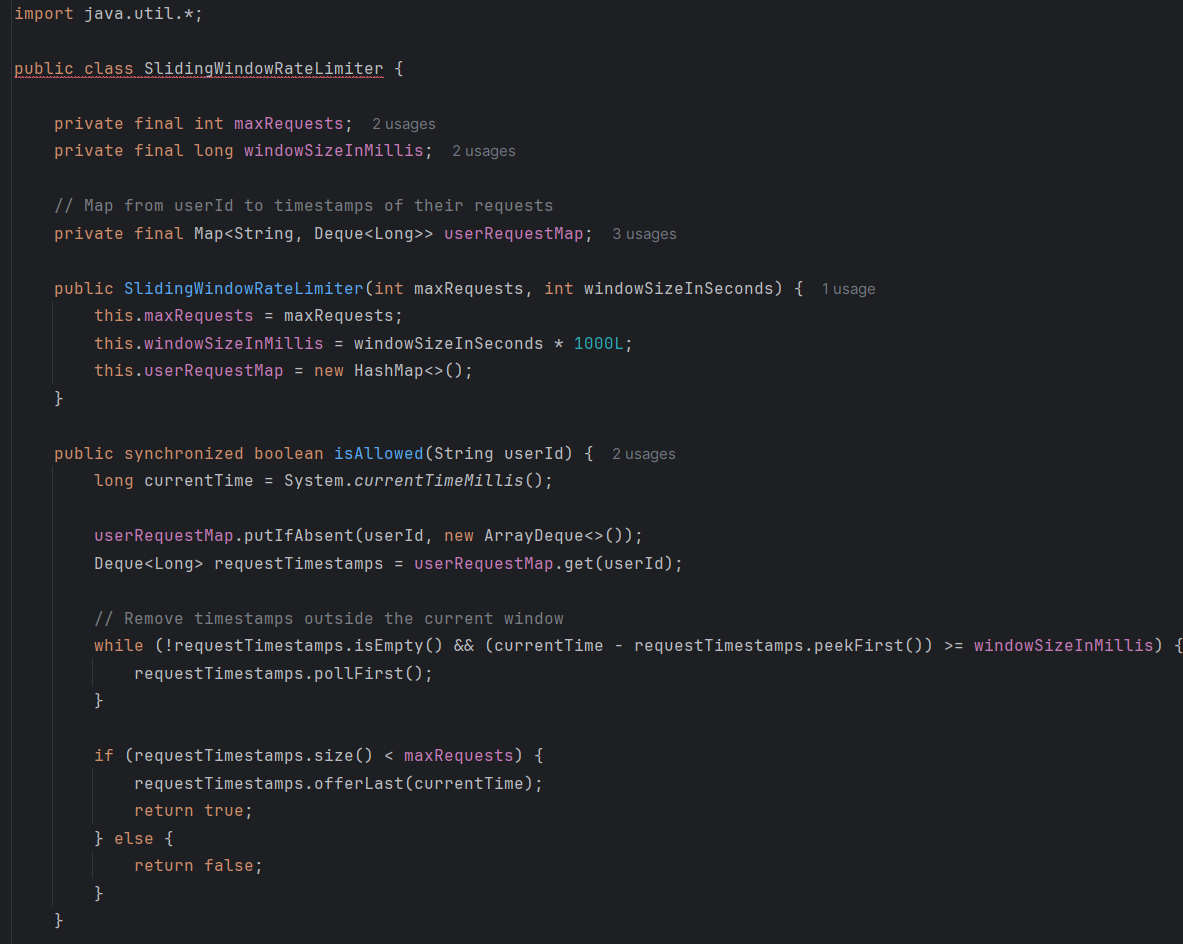 import java.util.*;
public class SlidingWindowRateLimiter {
private final int maxRequests; 2 usages
private final long windowSizeInMillis; 2 usages
// Map from userId to timestamps of their requests
private final Map<String, Deque<Long>> userRequestMap; 3 usages
public SlidingWindowRateLimiter(int maxRequests, int windowSizeInSeconds) { 1 usage
this.maxRequests = maxRequests;
this.windowSizeInMillis = windowSizeInSeconds * 1000L;
this.userRequestMap = new HashMap<>();
}
public synchronized boolean isAllowed(String userId) { 2 usages
long currentTime = System.currentTimeMillis();
userRequestMap.putIfAbsent(userId, new ArrayDeque<>());
Deque<Long> requestTimestamps = userRequestMap.get(userId);
// Remove timestamps outside the current window
while (!requestTimestamps.isEmpty() && (currentTime - requestTimestamps.peekFirst()) >= windowSizeInMillis) {
requestTimestamps.pollFirst();
}
if (requestTimestamps.size() < maxRequests) {
requestTimestamps.offerLast(currentTime);
return true;
} else {
return false;
}
}